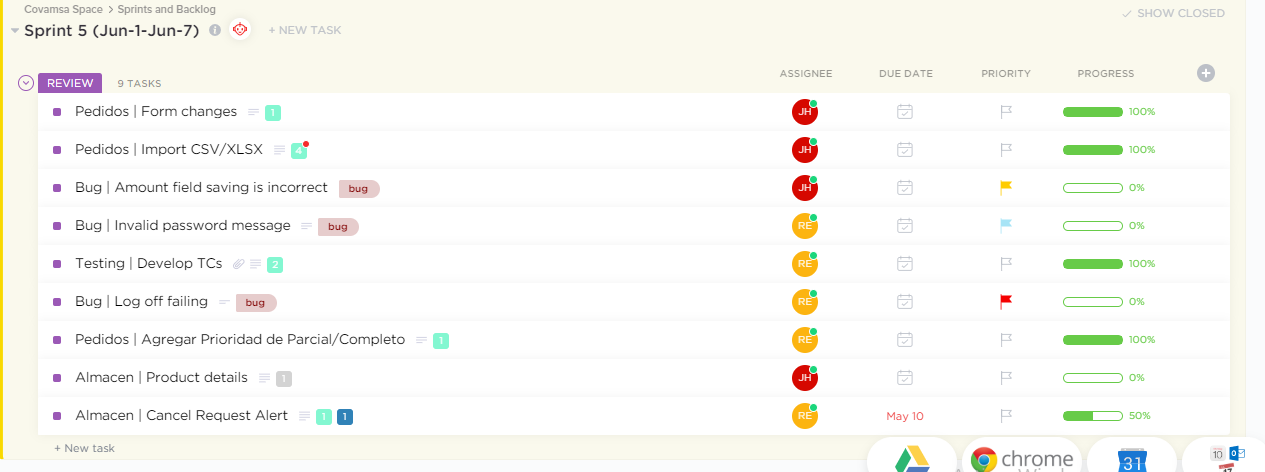 Covamsa Space > Sprints and Backlog
SHOW CLOSED
Sprint 5 (Jun-1-Jun-7) + NEW TASK
REVIEW 9 TASKS ASSIGNEE DUE DATE PRIORITY PROGRESS
Pedidos | Form changes 1 JH 100%
Pedidos | Import CSV/XLSX 4 JH 100%
Bug | Amount field saving is incorrect bug JH 0%
Bug | Invalid password message bug RE 0%
Testing | Develop TCs 2 RE 100%
Bug | Log off failing bug RE 0%
Pedidos | Agregar Prioridad de Parcial/Completo 1 RE 100%
Almacen | Product details 1 JH 0%
Almacen | Cancel Request Alert 1 1 RE May 10 50%
+ New task
chrome
31
10